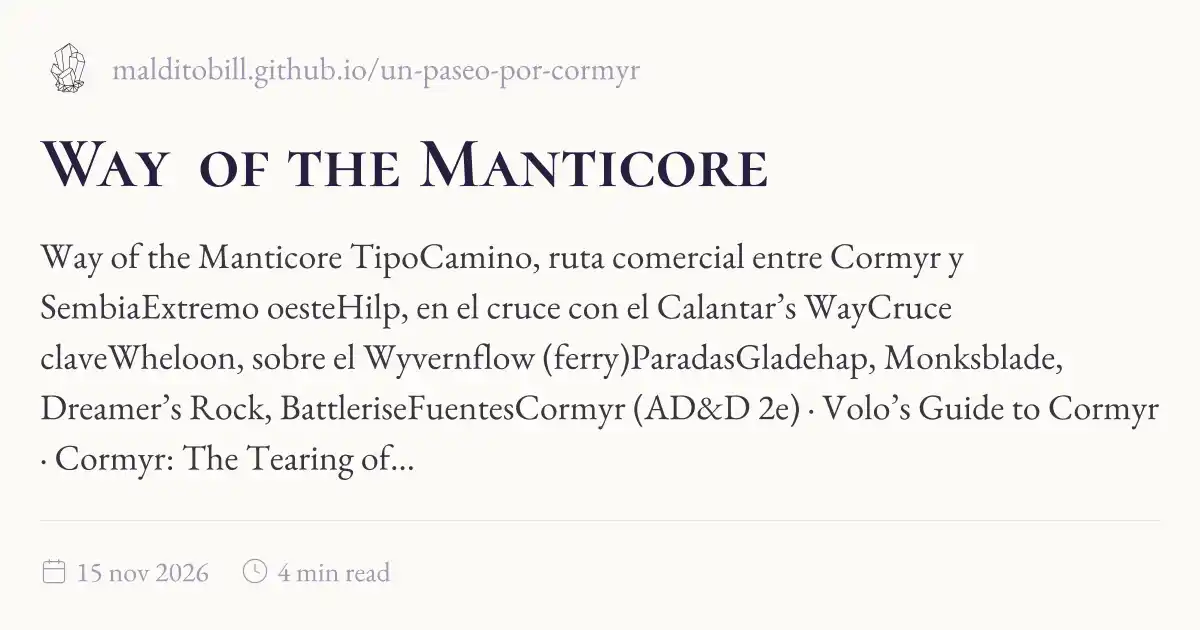 malditobill.github.io/un-paseo-por-cormyr
Way of the Manticore
Way of the Manticore TipoCamino, ruta comercial entre Cormyr y
SembiaExtremo oesteHilp, en el cruce con el Calantar’s WayCruce
claveWheloon, sobre el Wyvernflow (ferry)ParadasGladehap, Monksblade,
Dreamer’s Rock, BattleriseFuentesCormyr (AD&D 2e) · Volo’s Guide to Cormyr
· Cormyr: The Tearing of...
15 nov 2026 4 min read